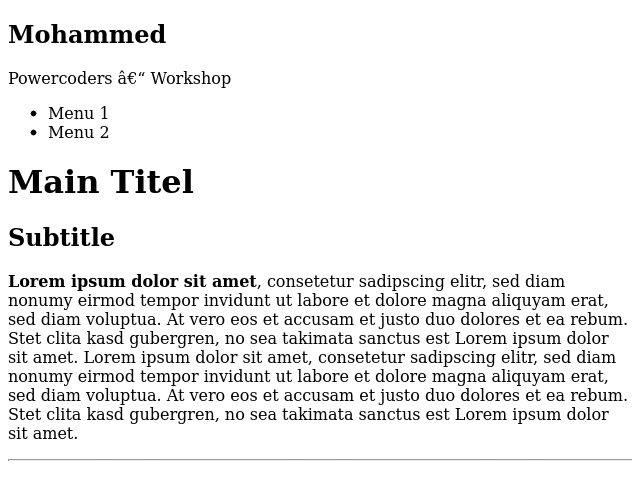 Mohammed
Powercoders â€“ Workshop
Menu 1
Menu 2
Main Titel
Subtitle
Lorem ipsum dolor sit amet, consetetur sadipscing elitr, sed diam
nonumy eirmod tempor invidunt ut labore et dolore magna aliquyam erat,
sed diam voluptua. At vero eos et accusam et justo duo dolores et ea rebum.
Stet clita kasd gubergren, no sea takimata sanctus est Lorem ipsum dolor
sit amet. Lorem ipsum dolor sit amet, consetetur sadipscing elitr, sed diam
nonumy eirmod tempor invidunt ut labore et dolore magna aliquyam erat,
sed diam voluptua. At vero eos et accusam et justo duo dolores et ea rebum.
Stet clita kasd gubergren, no sea takimata sanctus est Lorem ipsum dolor
sit amet.